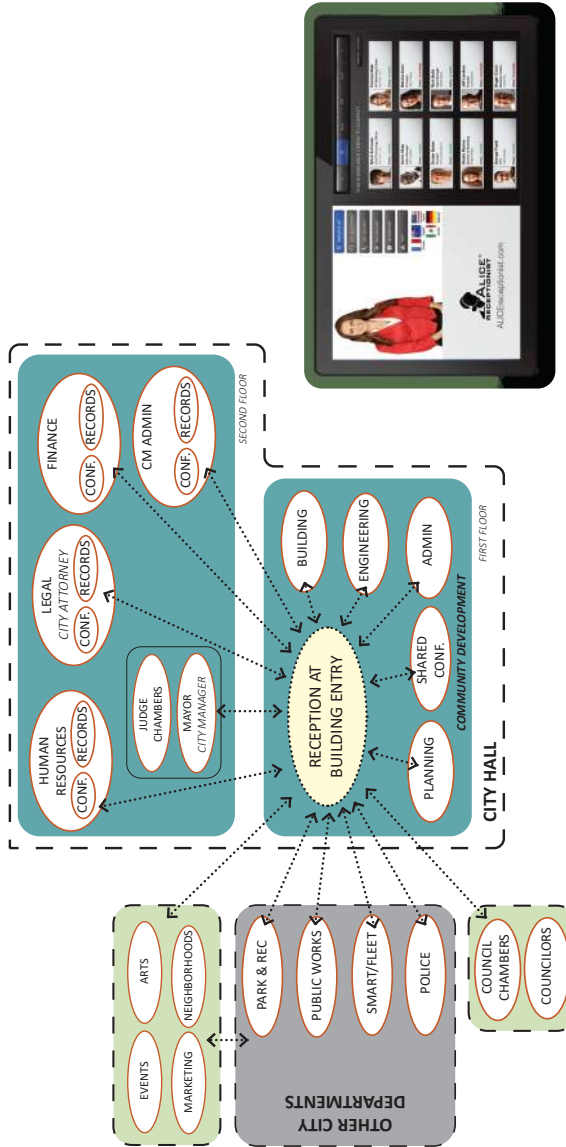 EVENTS
ARTS
MARKETING
NEIGHBORHOODS
OTHER CITY
DEPARTMENTS
PARK & REC
PUBLIC WORKS
SMART/FLEET
POLICE
COUNCIL
CHAMBERS
COUNCILORS
HUMAN
RESOURCES
CONF.
RECORDS
LEGAL
CITY ATTORNEY
CONF.
RECORDS
FINANCE
CONF.
RECORDS
JUDGE
CHAMBERS
MAYOR
CITY MANAGER
CM ADMIN
CONF.
RECORDS
SECOND FLOOR
RECEPTION AT
BUILDING ENTRY
BUILDING
ENGINEERING
PLANNING
SHARED
CONF.
ADMIN
COMMUNITY DEVELOPMENT
FIRST FLOOR
CITY HALL
ALICE®
RECEPTIONIST
ALICEreceptionist.com